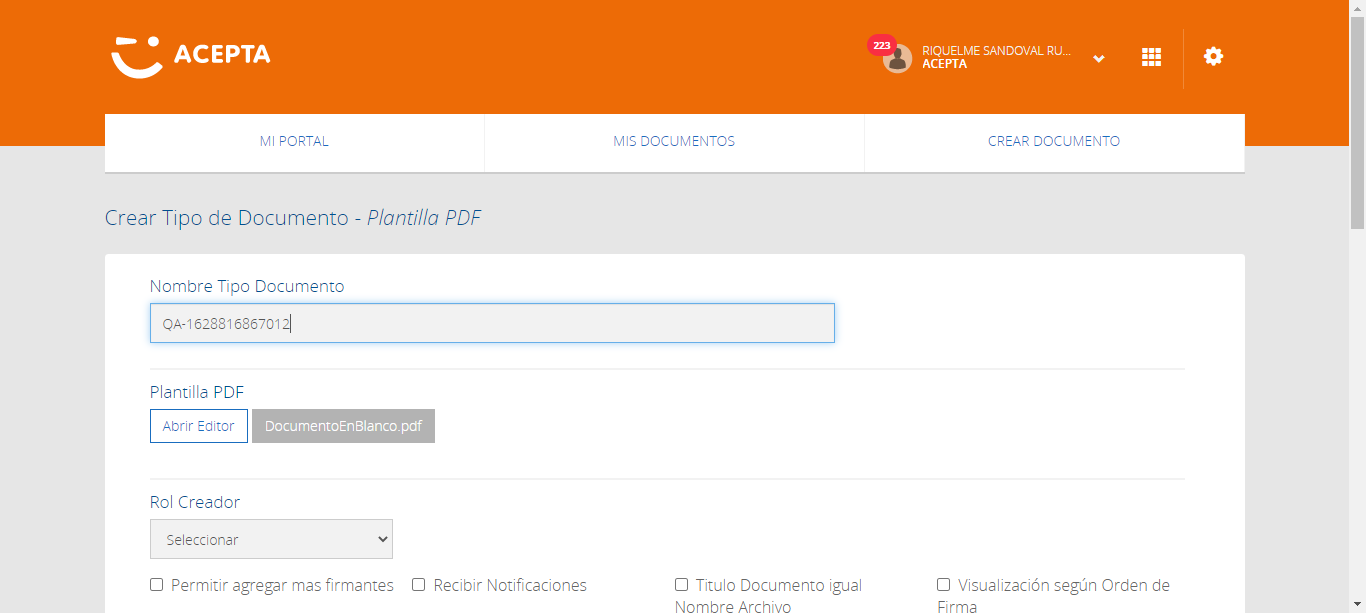 ACEPTA
223
RIQUELME SANDOVAL RU...
ACEPTA
MI PORTAL
MIS DOCUMENTOS
CREAR DOCUMENTO
Crear Tipo de Documento - Plantilla PDF
Nombre Tipo Documento
QA-1628816867012
Plantilla PDF
Abrir Editor
DocumentoEnBlanco.pdf
Rol Creador
Seleccionar
Permitir agregar mas firmantes
Recibir Notificaciones
Titulo Documento igual
Nombre Archivo
Visualización según Orden de
Firma